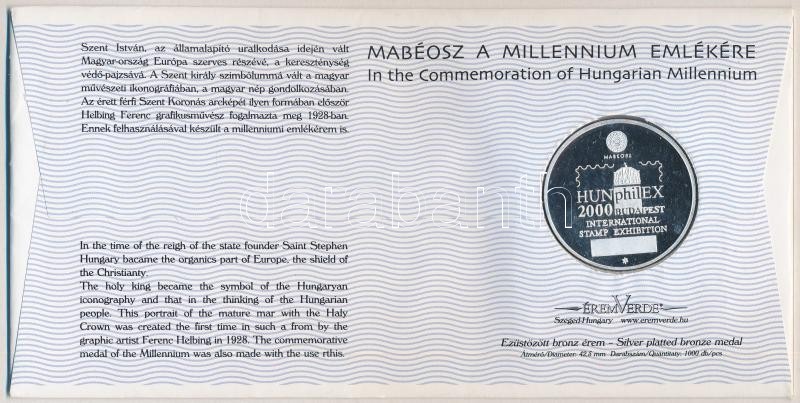 Szent István, az államalapító uralkodása idején vált
Magyar-ország Európa szerves részévé, a kereszténység
védő-pajzsává. A Szent király szimbólummá vált a magyar
művészeti ikonográfiában, a magyar nép gondolkozásában.
Az érett férfi Szent Koronás arcképét ilyen formában először
Helbing Ferenc grafikusművész fogalmazta meg 1928-ban.
Ennek felhasználásával készült a millenniumi emlékérem is.
In the time of the reigh of the state founder Saint Stephen
Hungary bacame the organics part of Europe, the shield of
the Christianty.
The holy king became the symbol of the Hungaryan
iconography and that in the thinking of the Hungarian
people. This portrait of the mature mar with the Haly
Crown was created the first time in such a from by the
graphic artist Ferenc Helbing in 1928. The commemorative
medal of the Millennium was also made with the use rthis.
MABÉOSZ A MILLENNIUM EMLÉKÉRE
In the Commemoration of Hungarian Millennium
MABÉOSZ
HUNphilEX
2000 BUDAPEST
INTERNATIONAL
STAMP EXHIBITION
ÉREMVERDE
Szeged-Hungary www.eremverde.hu
Ezüstözött bronz érem – Silver platted bronze medal
Átmérő/Diameter: 42,5 mm Darabszám/Quantitaty: 1000 db/pcs
darabanth